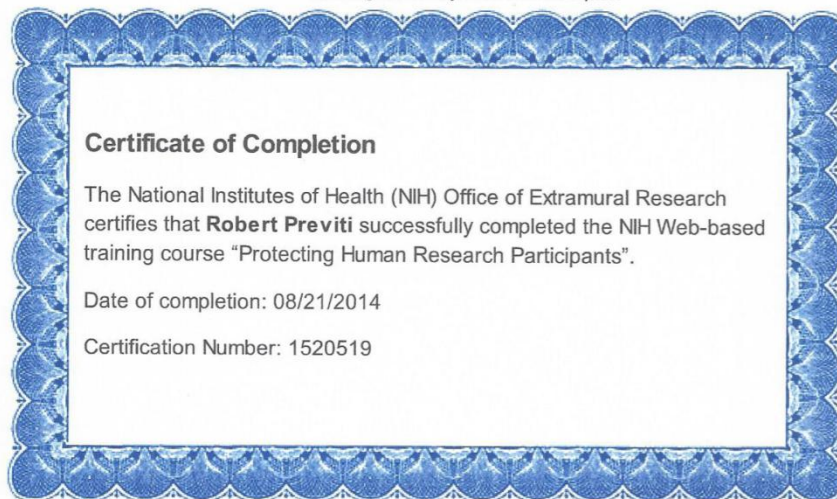 Certificate of Completion
The National Institutes of Health (NIH) Office of Extramural Research
certifies that Robert Previti successfully completed the NIH Web-based
training course “Protecting Human Research Participants”.
Date of completion: 08/21/2014
Certification Number: 1520519